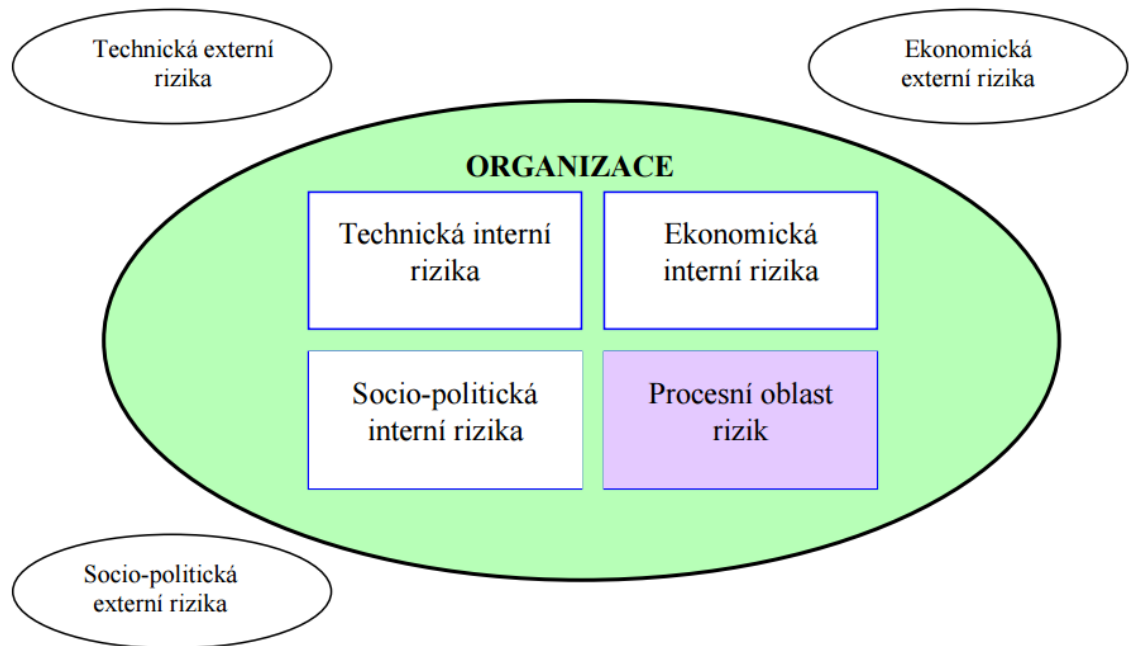 Technická externí
rizika
Ekonomická
externí rizika
ORGANIZACE
Technická interní
rizika
Ekonomická
interní rizika
Socio-politická
interní rizika
Procesní oblast
rizik
Socio-politická
externí rizika